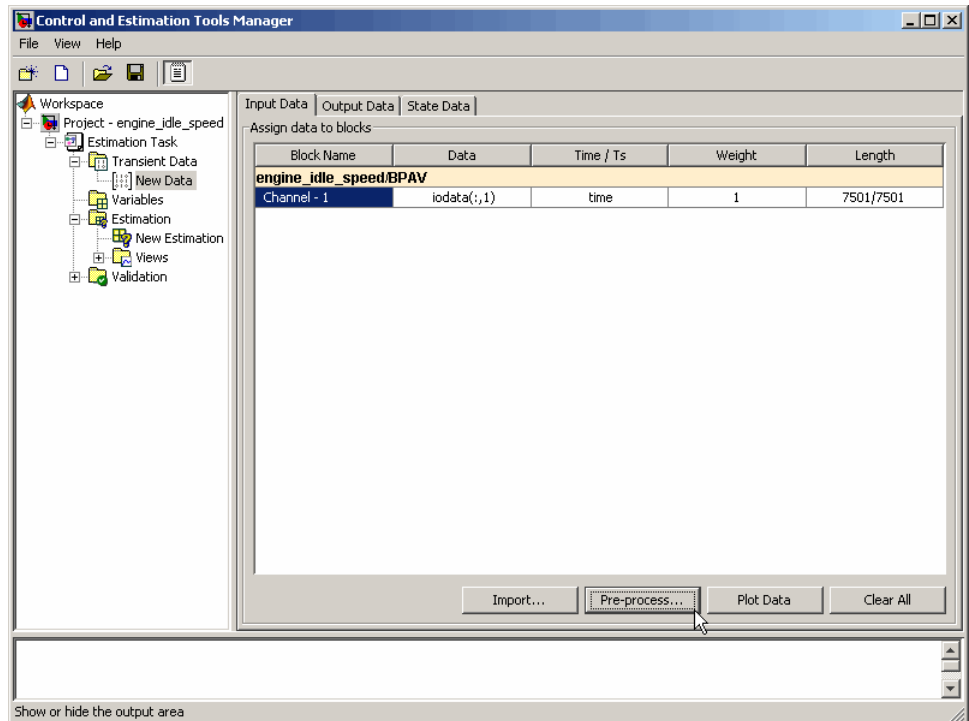 Control and Estimation Tools Manager
File View Help
Workspace
Project - engine_idle_speed
Estimation Task
Transient Data
New Data
Variables
Estimation
New Estimation
Views
Validation
Input Data Output Data State Data
Assign data to blocks
Block Name Data Time / Ts Weight Length
engine_idle_speed/BPAV
Channel - 1 iodata(:,1) time 1 7501/7501
Import... Pre-process... Plot Data Clear All
Show or hide the output area